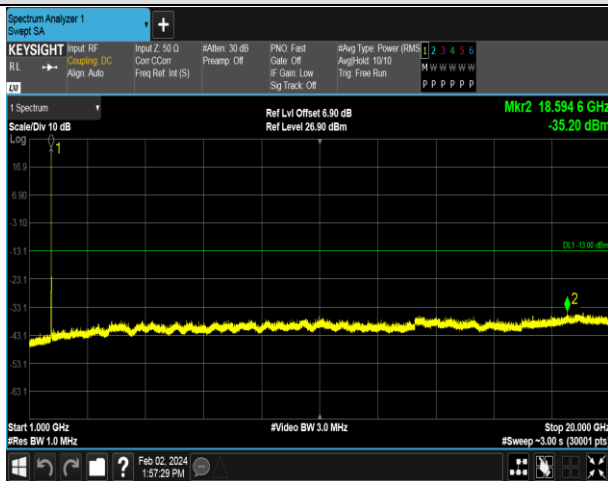 Spectrum Analyzer 1
Swept SA
KEYSIGHT
Input: RF
Coupling: DC
Align: Auto
Input Z: 50 Ω
Corr CCorr
Freq Ref: Int (S)
#Atten: 30 dB
Preamp: Off
PNO: Fast
Gate: Off
IF Gain: Low
Sig Track: Off
#Avg Type: Power (RMS
Avg|Hold: 10/10
Trig: Free Run
1 2 3 4 5 6
M W W W W W
P P P P P P
RL
LXI
1 Spectrum
Scale/Div 10 dB
Ref Lvl Offset 6.90 dB
Ref Level 26.90 dBm
Mkr2 18.594 6 GHz
-35.20 dBm
Log
1
16.9
6.90
-3.10
-13.1
DL1 -13.00 dBm
-23.1
2
-33.1
-43.1
-53.1
-63.1
Start 1.000 GHz
#Video BW 3.0 MHz
Stop 20.000 GHz
#Res BW 1.0 MHz
#Sweep ~3.00 s (30001 pts)
?
Feb 02, 2024
1:57:29 PM